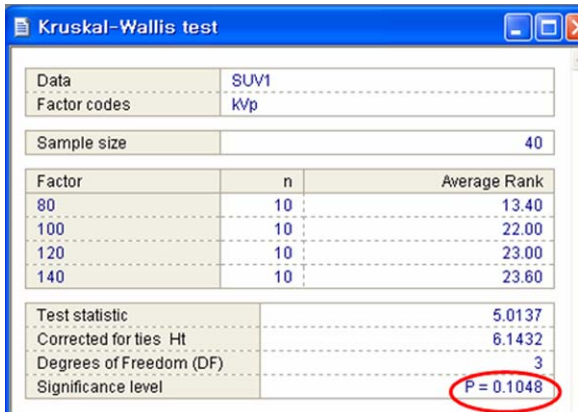 Kruskal-Wallis test
Data SUV1
Factor codes kVp
Sample size 40
Factor n Average Rank
80 10 13.40
100 10 22.00
120 10 23.00
140 10 23.60
Test statistic 5.0137
Corrected for ties Ht 6.1432
Degrees of Freedom (DF) 3
Significance level P = 0.1048